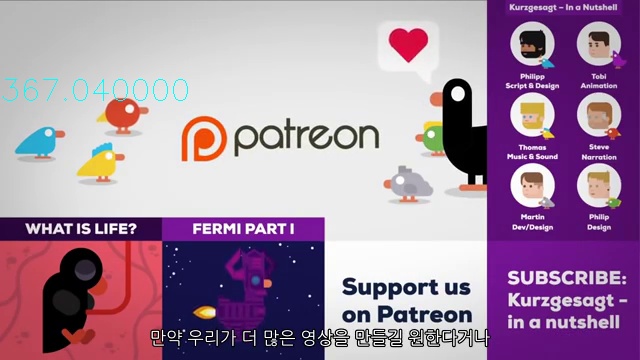 Kurzgesagt – In a Nutshell
367.040000
patreon
Philipp
Script & Design
Tobi
Animation
Thomas
Music & Sound
Steve
Narration
Martin
Dev/Design
Philip
Design
WHAT IS LIFE?
FERMI PART I
Support us
on Patreon
SUBSCRIBE:
Kurzgesagt –
in a nutshell
만약 우리가 더 많은 영상을 만들길 원한다거나